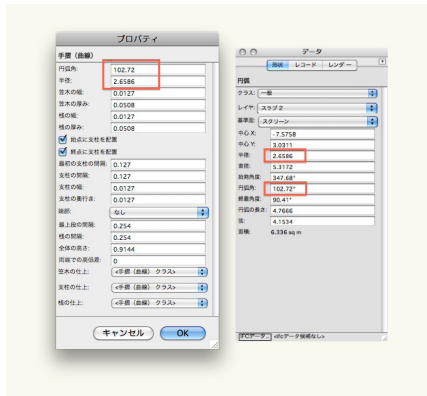 プロパティ
手摺（曲線）
円弧角: 102.72
半径: 2.6586
笠木の幅: 0.0127
笠木の厚み: 0.0508
桟の幅: 0.0127
桟の厚み: 0.0508
始点に支柱を配置
終点に支柱を配置
最初の支柱の間隔: 0.127
支柱の間隔: 0.127
支柱の幅: 0.0127
支柱の奥行き: 0.0127
端部: なし
最上段の間隔: 0.254
桟の間隔: 0.254
全体の高さ: 0.9144
両端での高低差: 0
笠木の仕上: <手摺（曲線） クラス>
支柱の仕上: <手摺（曲線） クラス>
桟の仕上: <手摺（曲線） クラス>
キャンセル OK
データ
形状 レコード レンダー
円弧
クラス: 一般
レイヤ: スラブ2
基準面: スクリーン
中心 X: -7.5758
中心 Y: 3.0311
半径: 2.6586
直径: 5.3172
始発角度: 347.68°
円弧角: 102.72°
終着角度: 90.41°
円弧の長さ: 4.7666
弦: 4.1534
面積: 6.336 sq m
IFCデータ... <ifcデータ候補なし>